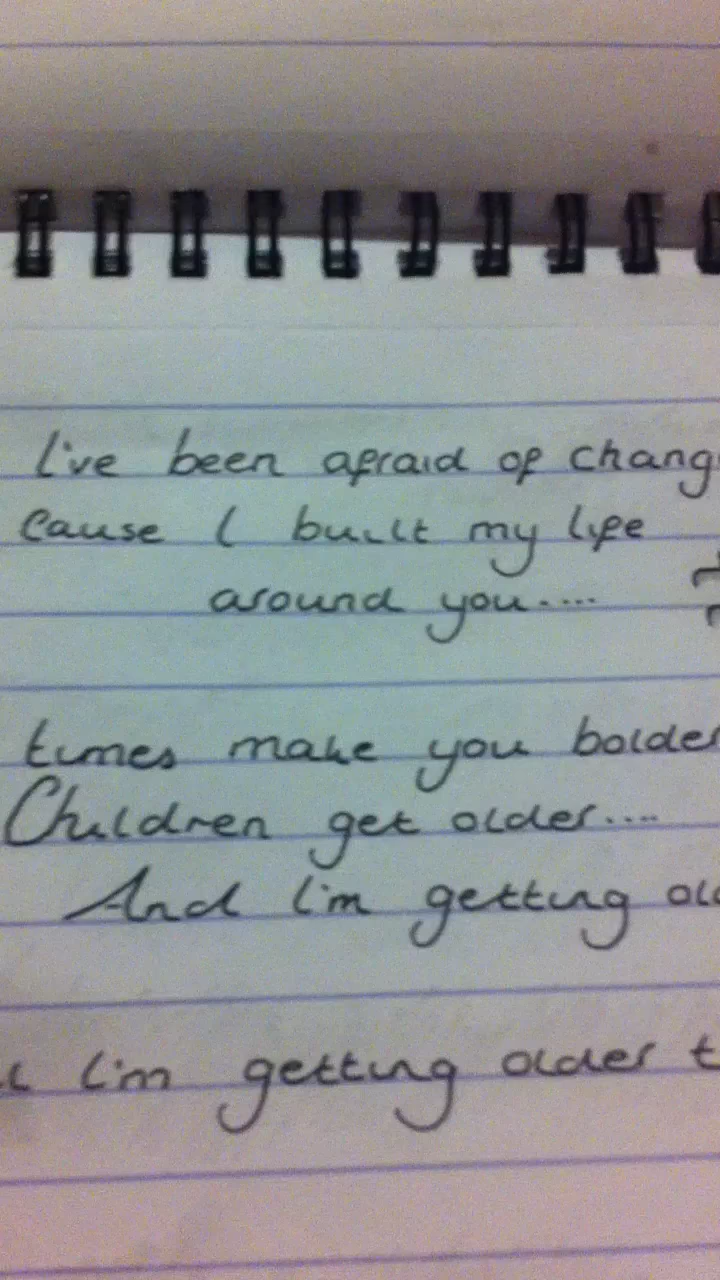 I've been afraid of chang
Cause I built my life
around you....
times make you bolder
Children get older....
And I'm getting old
I'm getting older t